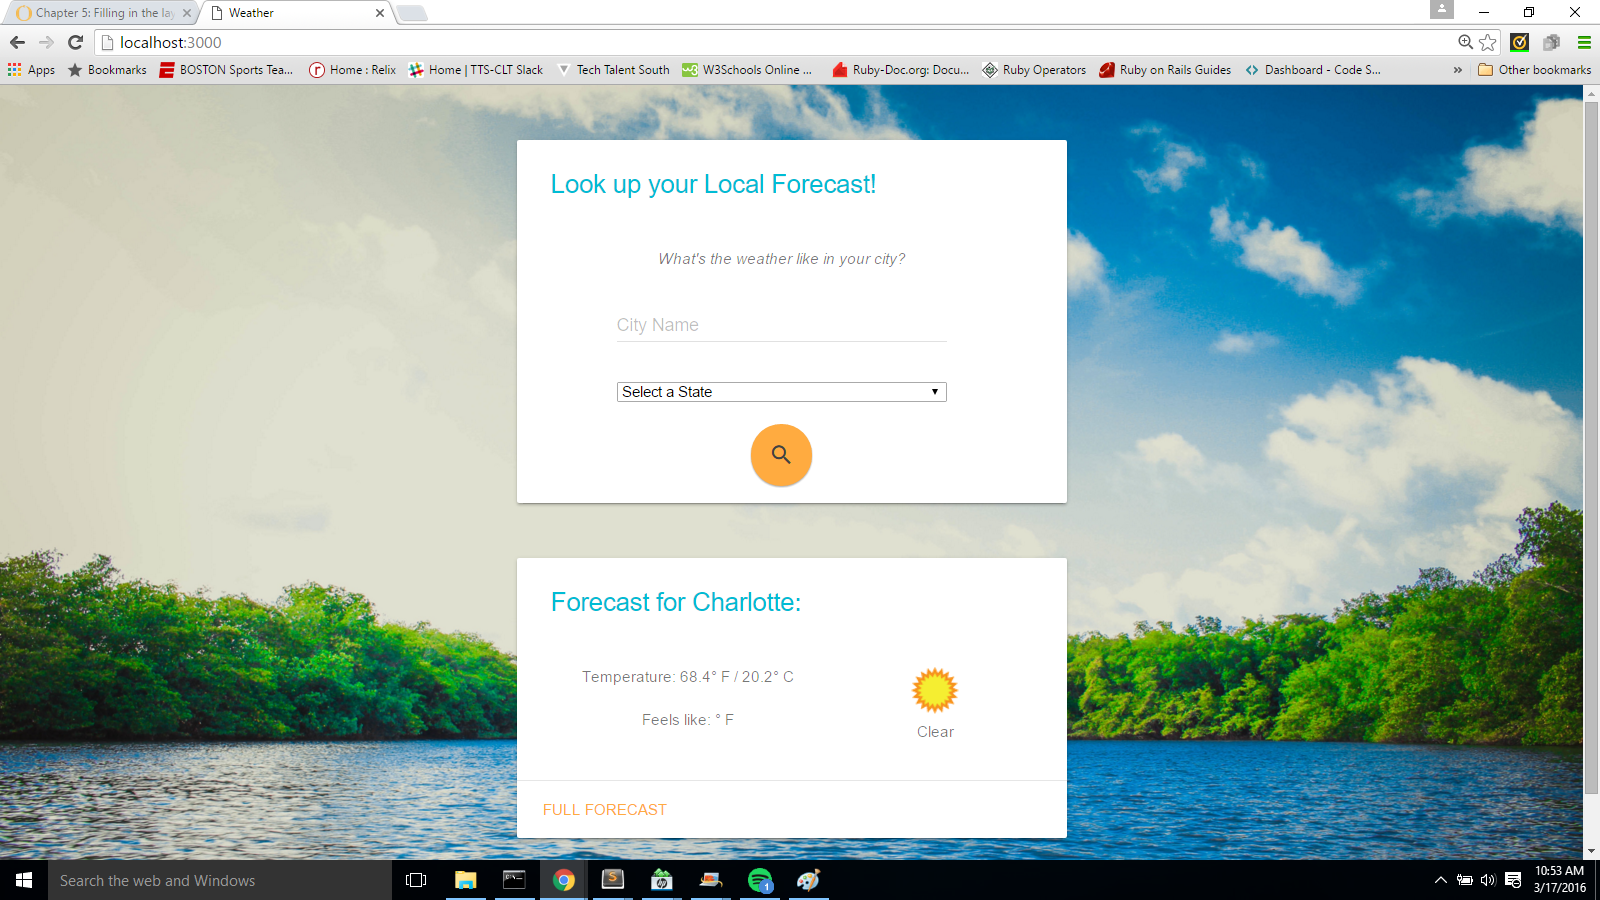 Chapter 5: Filling in the lay
Weather
localhost:3000
Apps
Bookmarks
BOSTON Sports Tea...
Home : Relix
Home | TTS-CLT Slack
Tech Talent South
W3Schools Online ...
Ruby-Doc.org: Docu...
Ruby Operators
Ruby on Rails Guides
Dashboard - Code S...
»
Other bookmarks
Look up your Local Forecast!
What's the weather like in your city?
City Name
Select a State
Forecast for Charlotte:
Temperature: 68.4° F / 20.2° C
Feels like: ° F
Clear
FULL FORECAST
Search the web and Windows
10:53 AM
3/17/2016